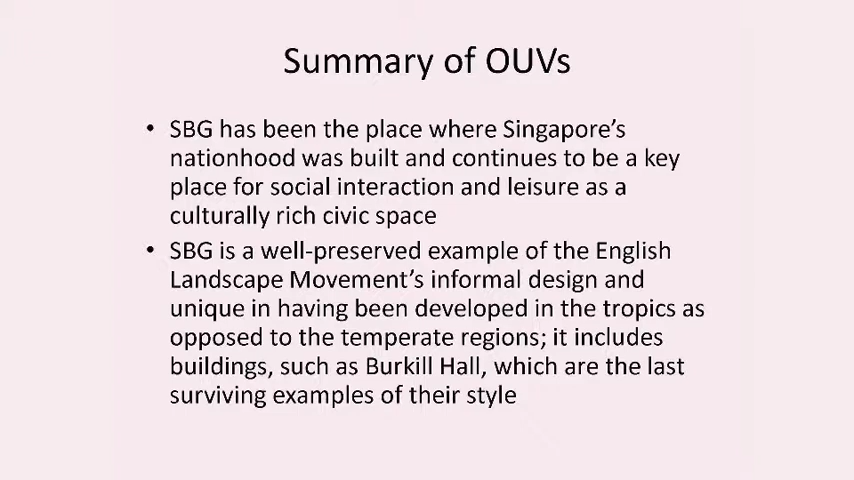 Summary of OUVs
• SBG has been the place where Singapore’s
nationhood was built and continues to be a key
place for social interaction and leisure as a
culturally rich civic space
• SBG is a well-preserved example of the English
Landscape Movement’s informal design and
unique in having been developed in the tropics as
opposed to the temperate regions; it includes
buildings, such as Burkill Hall, which are the last
surviving examples of their style